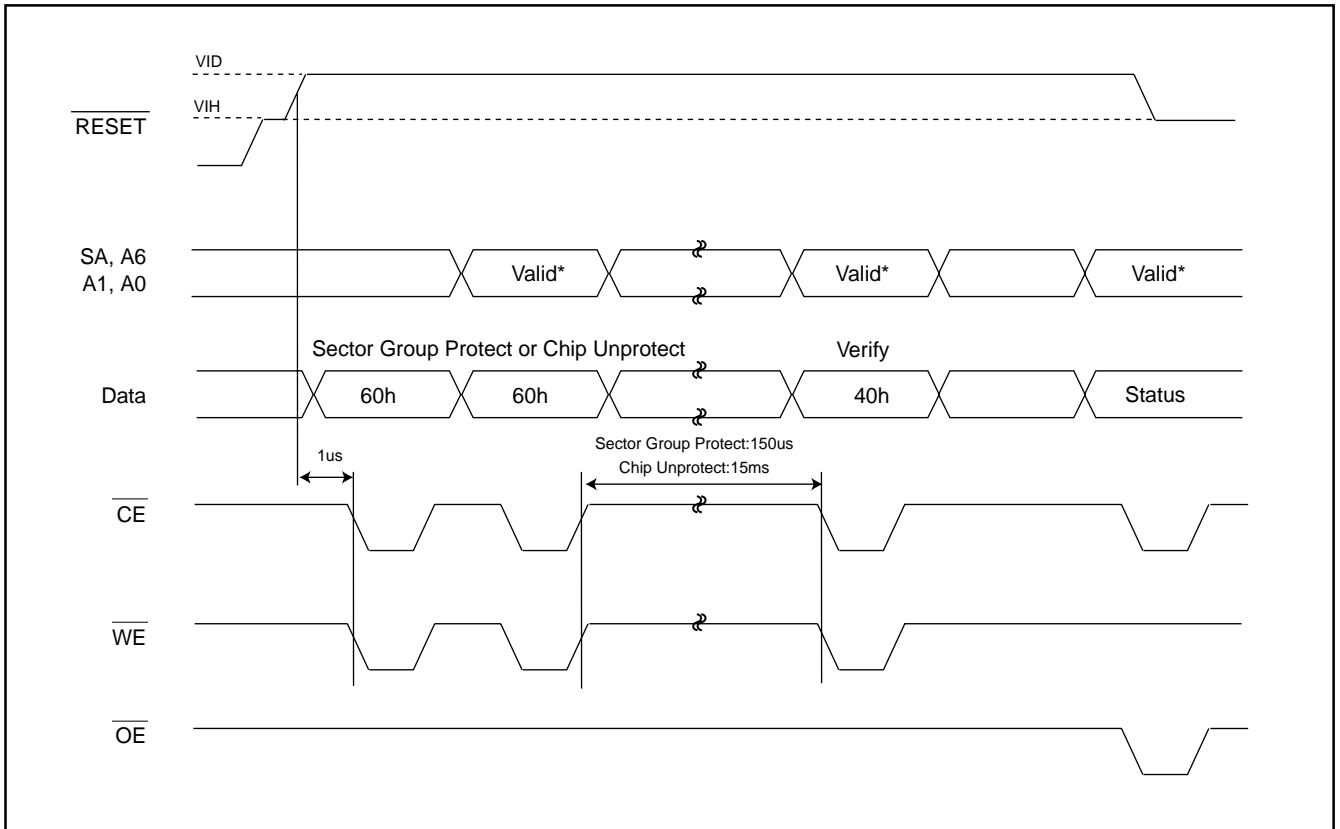 VID
VIH
RESET
SA, A6
A1, A0
Valid*
Valid*
Valid*
Sector Group Protect or Chip Unprotect
Verify
Data
60h
60h
40h
Status
Sector Group Protect:150us
Chip Unprotect:15ms
1us
CE
WE
OE